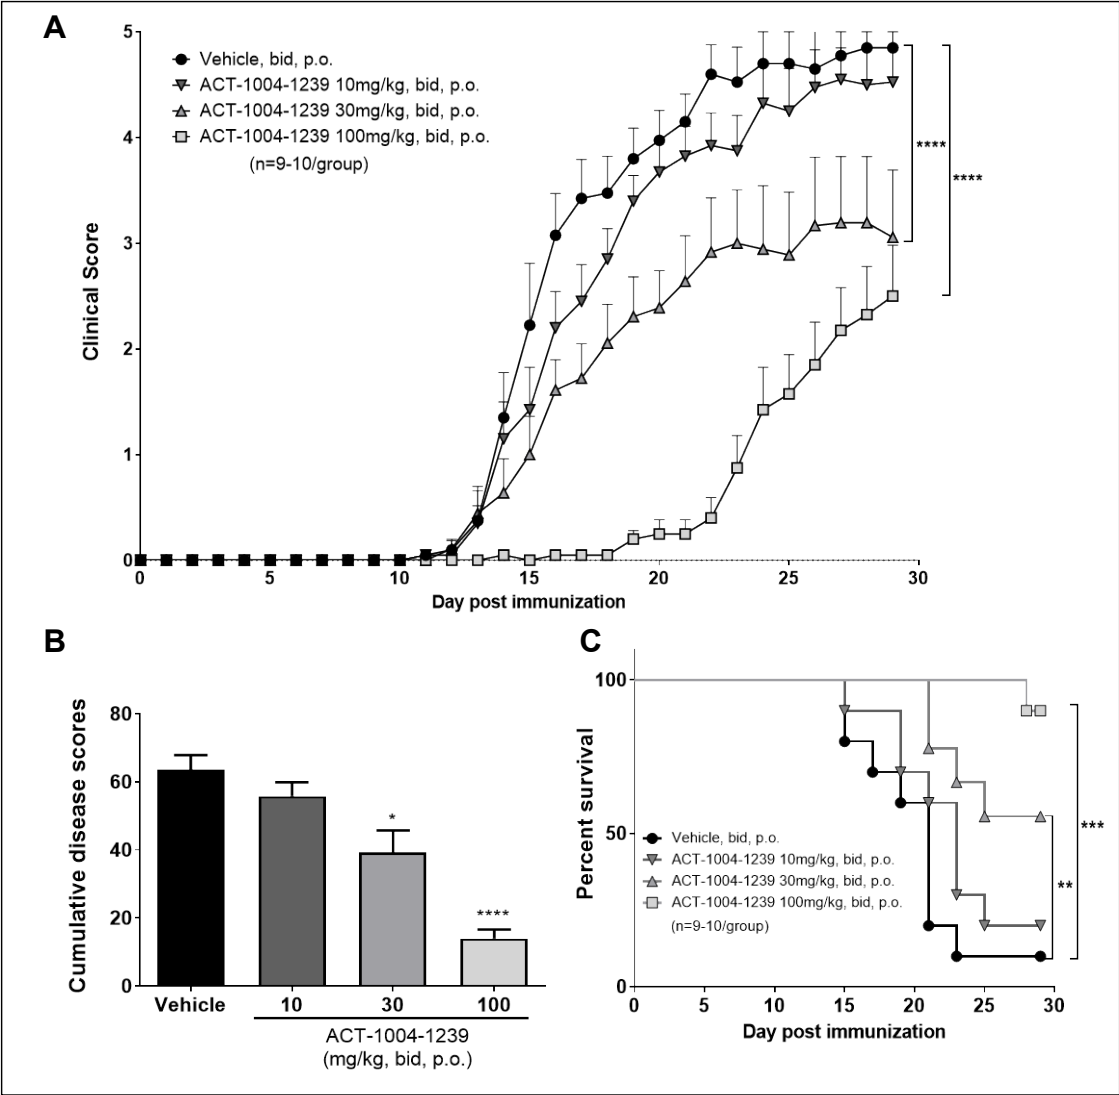 A
5
4
3
2
1
0
Clinical Score
Vehicle, bid, p.o.
ACT-1004-1239 10mg/kg, bid, p.o.
ACT-1004-1239 30mg/kg, bid, p.o.
ACT-1004-1239 100mg/kg, bid, p.o.
(n=9-10/group)
****
****
0 5 10 15 20 25 30
Day post immunization
B
80
60
40
20
0
Cumulative disease scores
*
****
Vehicle 10 30 100
ACT-1004-1239
(mg/kg, bid, p.o.)
C
100
50
0
Percent survival
Vehicle, bid, p.o.
ACT-1004-1239 10mg/kg, bid, p.o.
ACT-1004-1239 30mg/kg, bid, p.o.
ACT-1004-1239 100mg/kg, bid, p.o.
(n=9-10/group)
***
**
0 5 10 15 20 25 30
Day post immunization